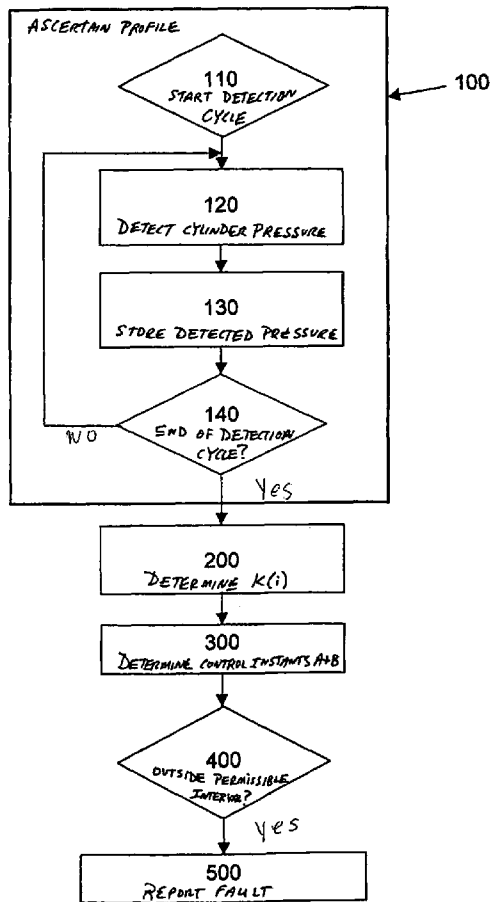 ASCERTAIN PROFILE
100
110
START DETECTION
CYCLE
120
DETECT CYLINDER PRESSURE
130
STORE DETECTED PRESSURE
140
END OF DETECTION
CYCLE?
NO
Yes
200
DETERMINE K(i)
300
DETERMINE CONTROL INSTANTS A+B
400
OUTSIDE PERMISSIBLE
INTERVAL?
Yes
500
REPORT FAULT